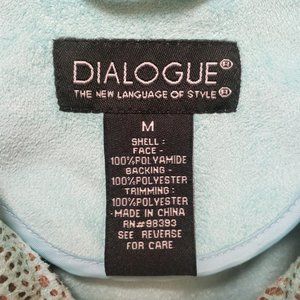 DIALOGUE®
THE NEW LANGUAGE OF STYLE®
M
SHELL:
FACE -
100%POLYAMIDE
BACKING -
100%POLYESTER
TRIMMING:
100%POLYESTER
MADE IN CHINA
RN#98393
SEE REVERSE
FOR CARE